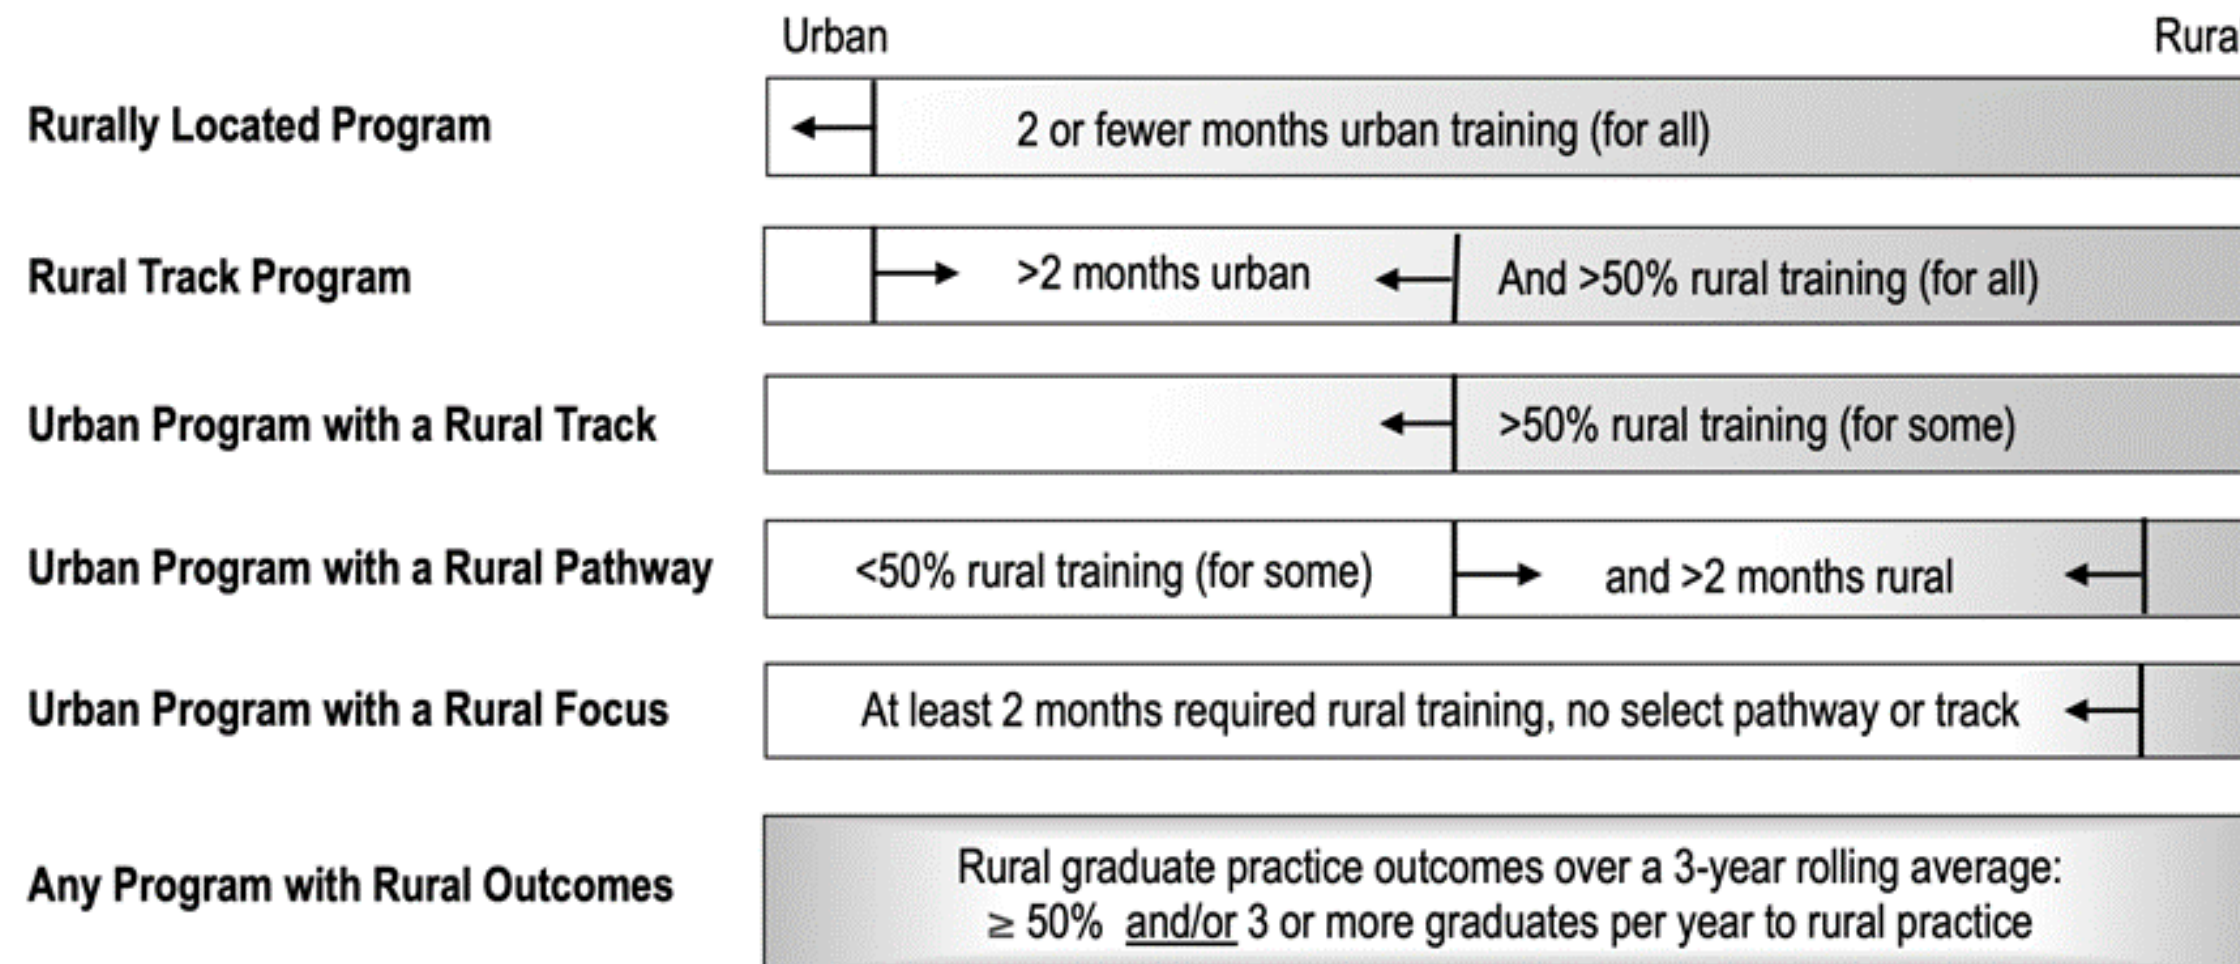 Urban Rura
Rurally Located Program 2 or fewer months urban training (for all)
Rural Track Program >2 months urban And >50% rural training (for all)
Urban Program with a Rural Track >50% rural training (for some)
Urban Program with a Rural Pathway <50% rural training (for some) and >2 months rural
Urban Program with a Rural Focus At least 2 months required rural training, no select pathway or track
Any Program with Rural Outcomes Rural graduate practice outcomes over a 3-year rolling average:
≥ 50% and/or 3 or more graduates per year to rural practice